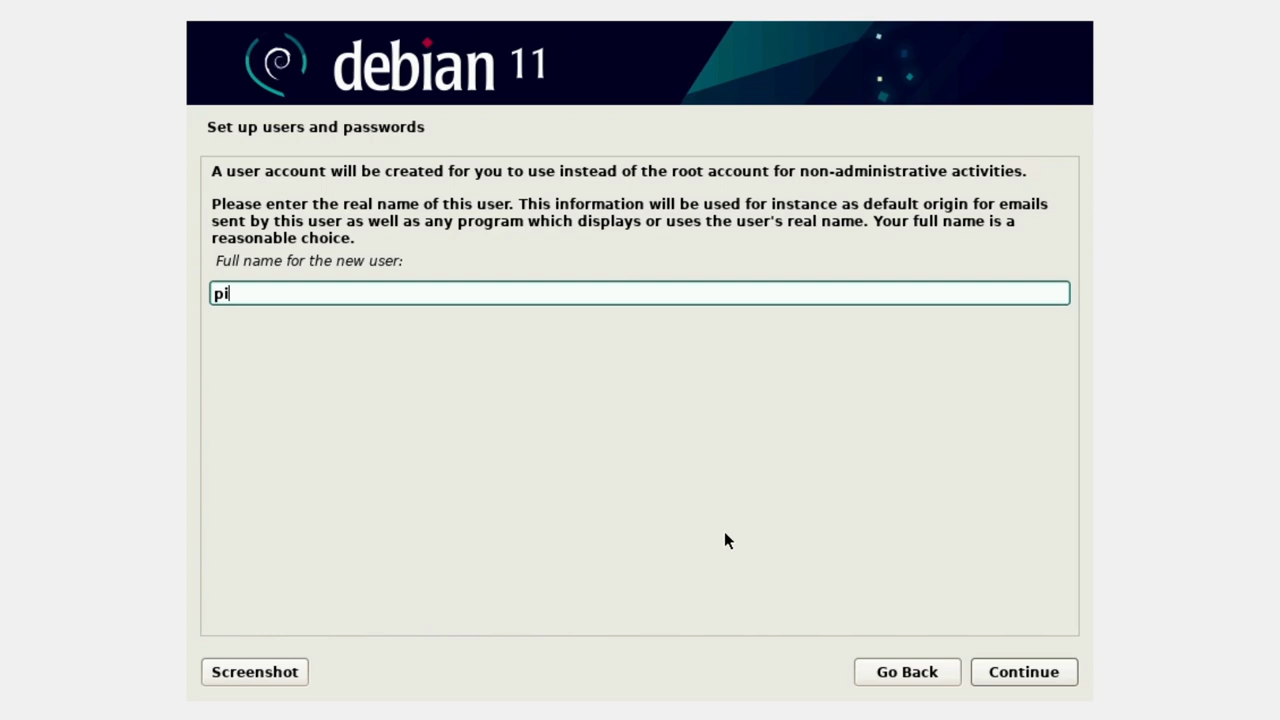 debian 11
Set up users and passwords
A user account will be created for you to use instead of the root account for non-administrative activities.
Please enter the real name of this user. This information will be used for instance as default origin for emails
sent by this user as well as any program which displays or uses the user's real name. Your full name is a
reasonable choice.
Full name for the new user:
pi
Screenshot Go Back Continue